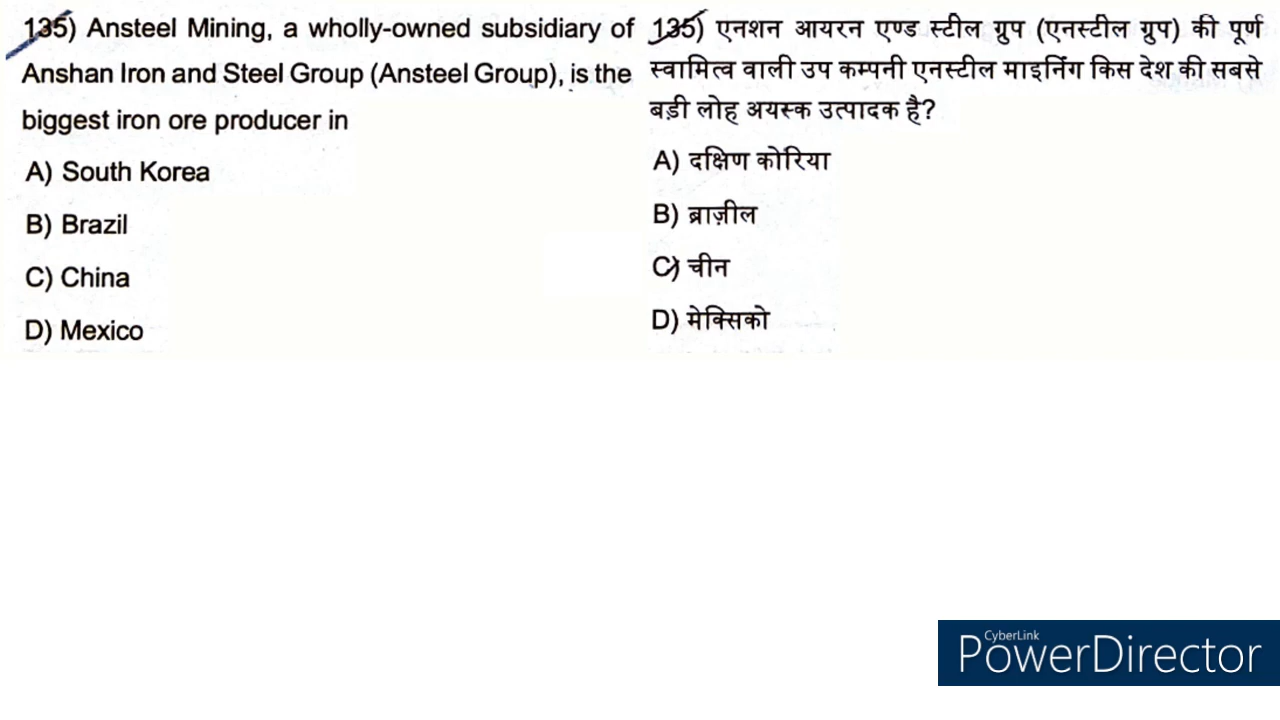 135) Ansteel Mining, a wholly-owned subsidiary of
Anshan Iron and Steel Group (Ansteel Group), is the
biggest iron ore producer in
A) South Korea
B) Brazil
C) China
D) Mexico
135) एनशन आयरन एण्ड स्टील ग्रुप (एनस्टील ग्रुप) की पूर्ण
स्वामित्व वाली उप कम्पनी एनस्टील माइनिंग किस देश की सबसे
बड़ी लोह अयस्क उत्पादक है?
A) दक्षिण कोरिया
B) ब्राज़ील
C) चीन
D) मेक्सिको
CyberLink
PowerDirector